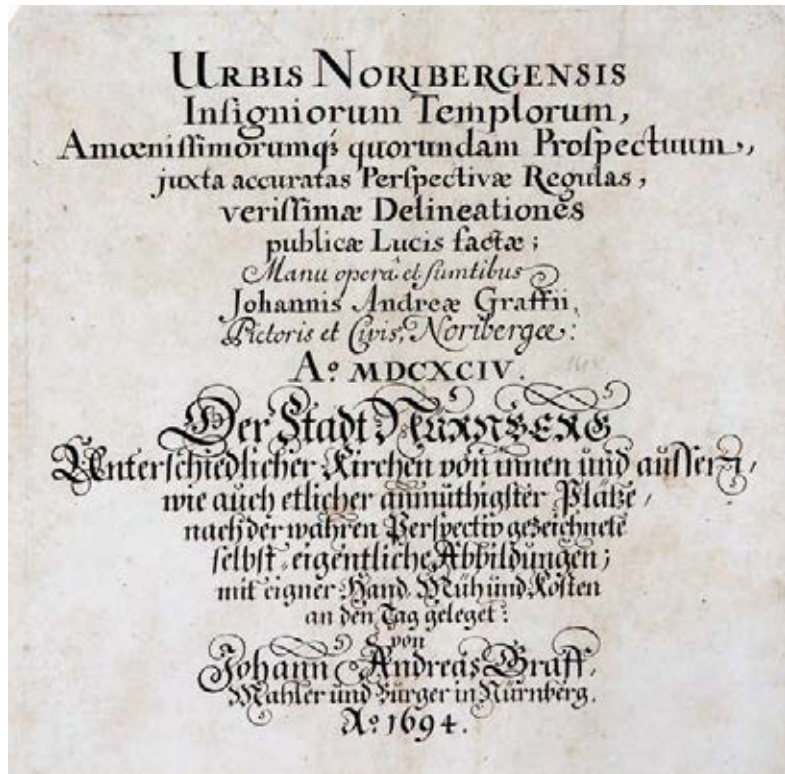 URBIS NORIBERGENSIS
Inſigniorum Templorum,
Amœniſſimorumqꝫ quorundam Proſpectuum,
juxta accuratas Perſpectivæ Regulas,
veriſſimæ Delineationes
publicæ Lucis factæ;
Manu operâ et ſumtibus
Johannis Andreæ Graffii,
Pictoris et Civis, Noribergæ:
Aº MDCXCIV.
Der Stadt NÜRNBERG
Unterſchiedlicher Kirchen von innen und auſſen,
wie auch etlicher anmüthigſter Plätze,
nach der wahren Perſpectiv gezeichnete
ſelbſt-eigentliche Abbildungen;
mit eigner Hand, Müh und Koſten
an den Tag geleget:
von
Johann Andreas Graff,
Mahler und Burger in Nürnberg.
Aº 1694.